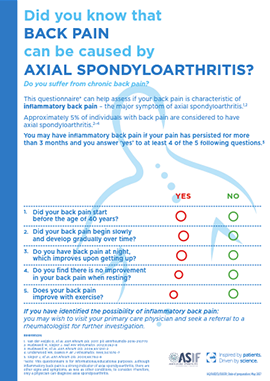 Did you know that
BACK PAIN
can be caused by
AXIAL SPONDYLOARTHRITIS?
Do you suffer from chronic back pain?
This questionnaire* can help assess if your back pain is characteristic of
inflammatory back pain – the major symptom of axial spondyloarthritis.1,2
Approximately 5% of individuals with back pain are considered to have
axial spondyloarthritis.
You may have inflammatory back pain if your pain has persisted for more
than 3 months and you answer 'yes' to at least 4 of the 5 following questions.
YES NO
1. Did your back pain start
before the age of 40 years?
2. Did your back pain begin slowly
and develop gradually over time?
3. Do you have back pain at night,
which improves upon getting up?
4. Do you find there is no improvement
in your back pain when resting?
5. Does your back pain
improve with exercise?
If you have identified the possibility of inflammatory back pain:
you may wish to visit your primary care physician and seek a referral to a
rheumatologist for further investigation.
ASIF
Inspired by patients.
Driven by science.